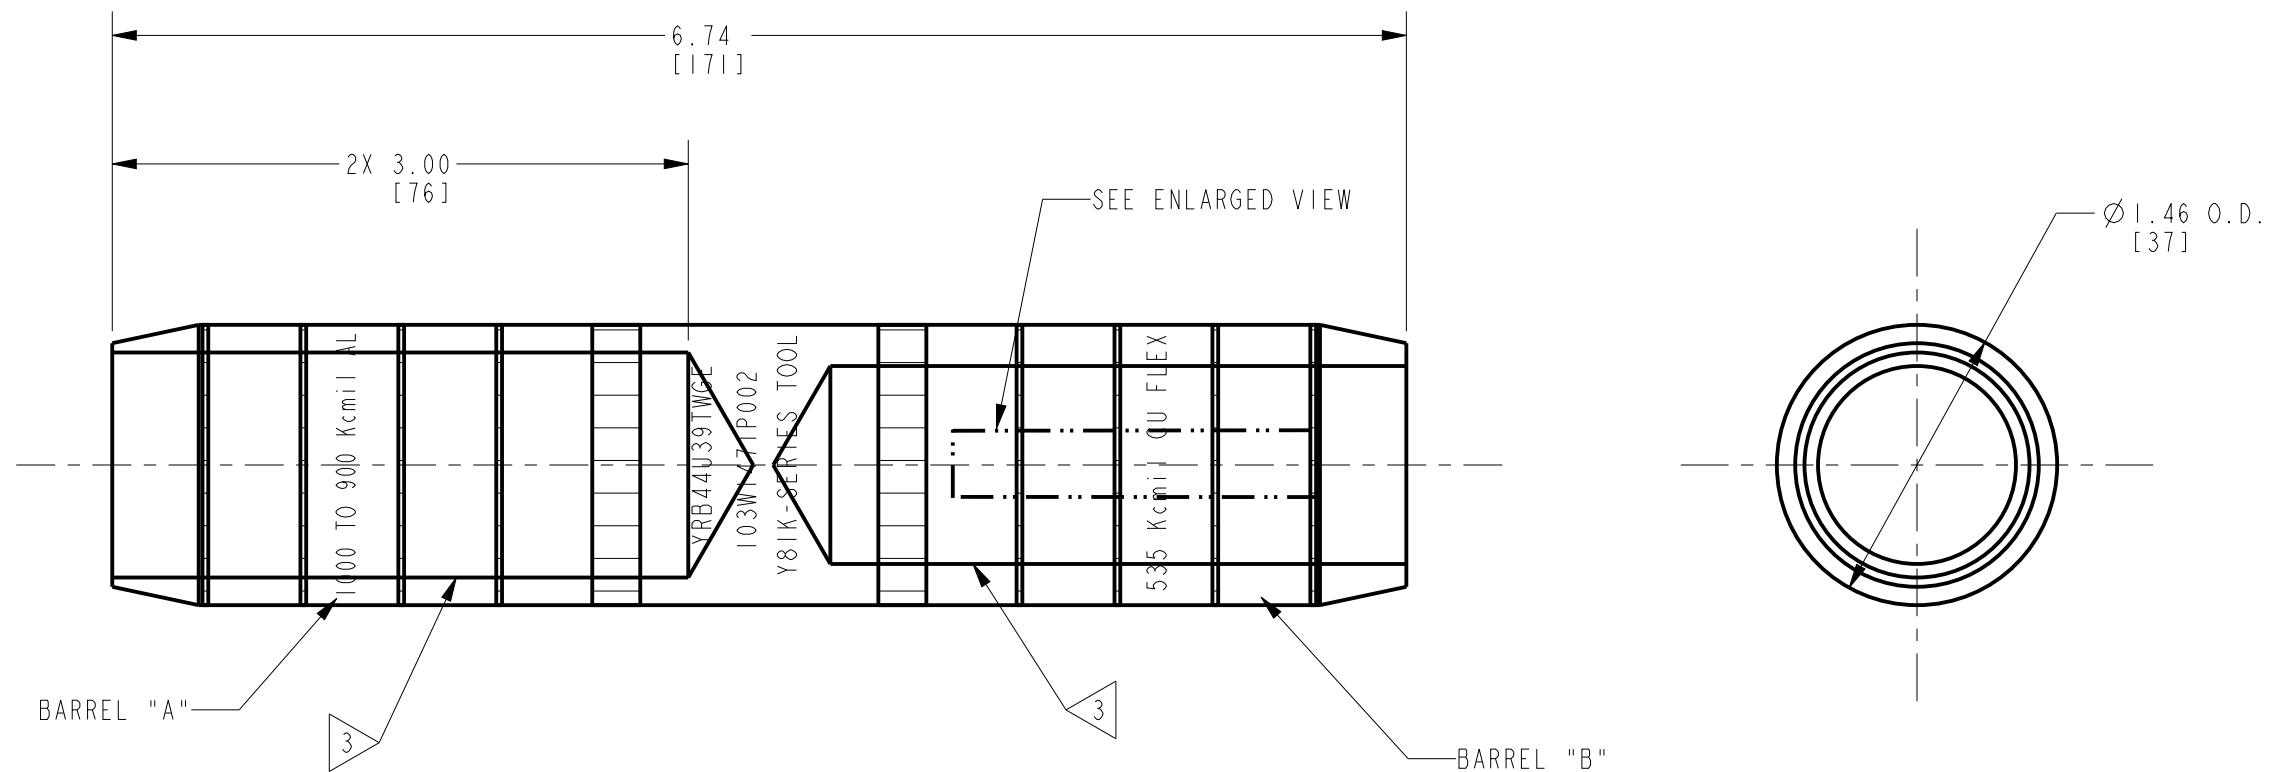 6.74
[171]
2X 3.00
[76]
SEE ENLARGED VIEW
Ø1.46 O.D.
[37]
1000 TO 900 Kcmil AL
YRB44U39TWGE
103W1471P002
Y81K-SERIES TOOL
535 Kcmil CU FLEX
BARREL "A"
3
3
BARREL "B"